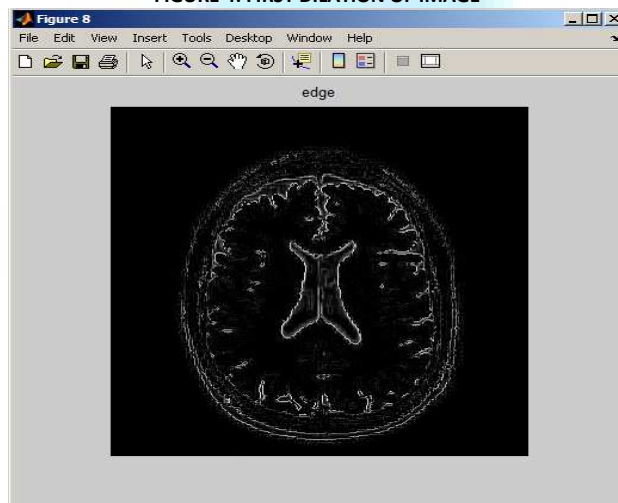 FIGURE 4: FIRST DILATION OF IMAGE
Figure 8
File Edit View Insert Tools Desktop Window Help
edge